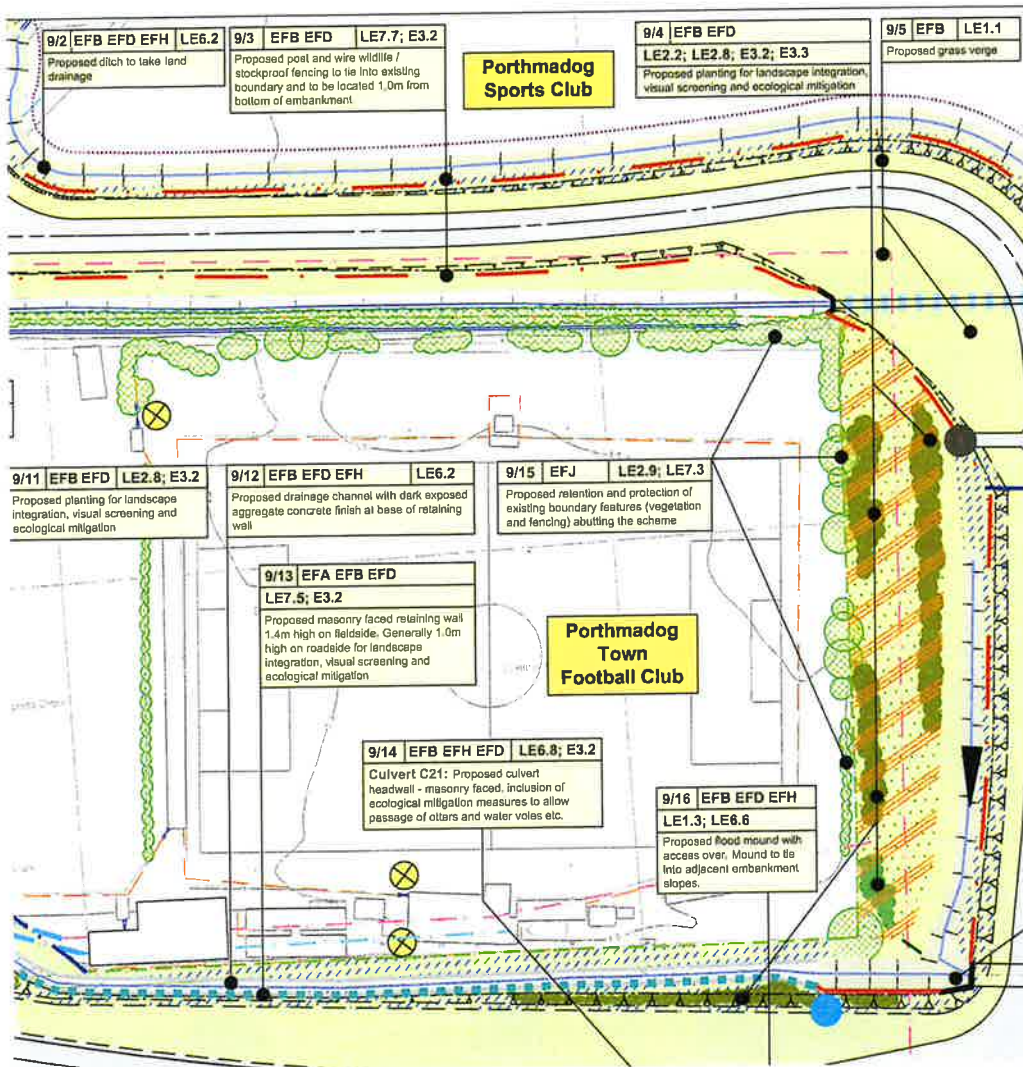 9/2 EFB EFD EFH LE6.2
Proposed ditch to take land
drainage
9/3 EFB EFD LE7.7; E3.2
Proposed post and wire wildlife /
stockproof fencing to tie into existing
boundary and to be located 1.0m from
bottom of embankment
Porthmadog
Sports Club
9/4 EFB EFD
LE2.2; LE2.8; E3.2; E3.3
Proposed planting for landscape integration,
visual screening and ecological mitigation
9/5 EFB LE1.1
Proposed grass verge
9/11 EFB EFD LE2.8; E3.2
Proposed planting for landscape
integration, visual screening and
ecological mitigation
9/12 EFB EFD EFH LE6.2
Proposed drainage channel with dark exposed
aggregate concrete finish at base of retaining
wall
9/15 EFJ LE2.9; LE7.3
Proposed retention and protection of
existing boundary features (vegetation
and fencing) abutting the scheme
9/13 EFA EFB EFD
LE7.5; E3.2
Proposed masonry faced retaining wall
1.4m high on fieldside. Generally 1.0m
high on roadside for landscape
integration, visual screening and
ecological mitigation
Porthmadog
Town
Football Club
9/14 EFB EFH EFD LE6.8; E3.2
Culvert C21: Proposed culvert
headwall - masonry faced, inclusion of
ecological mitigation measures to allow
passage of otters and water voles etc.
9/16 EFB EFD EFH
LE1.3; LE6.6
Proposed flood mound with
access over. Mound to tie
into adjacent embankment
slopes.